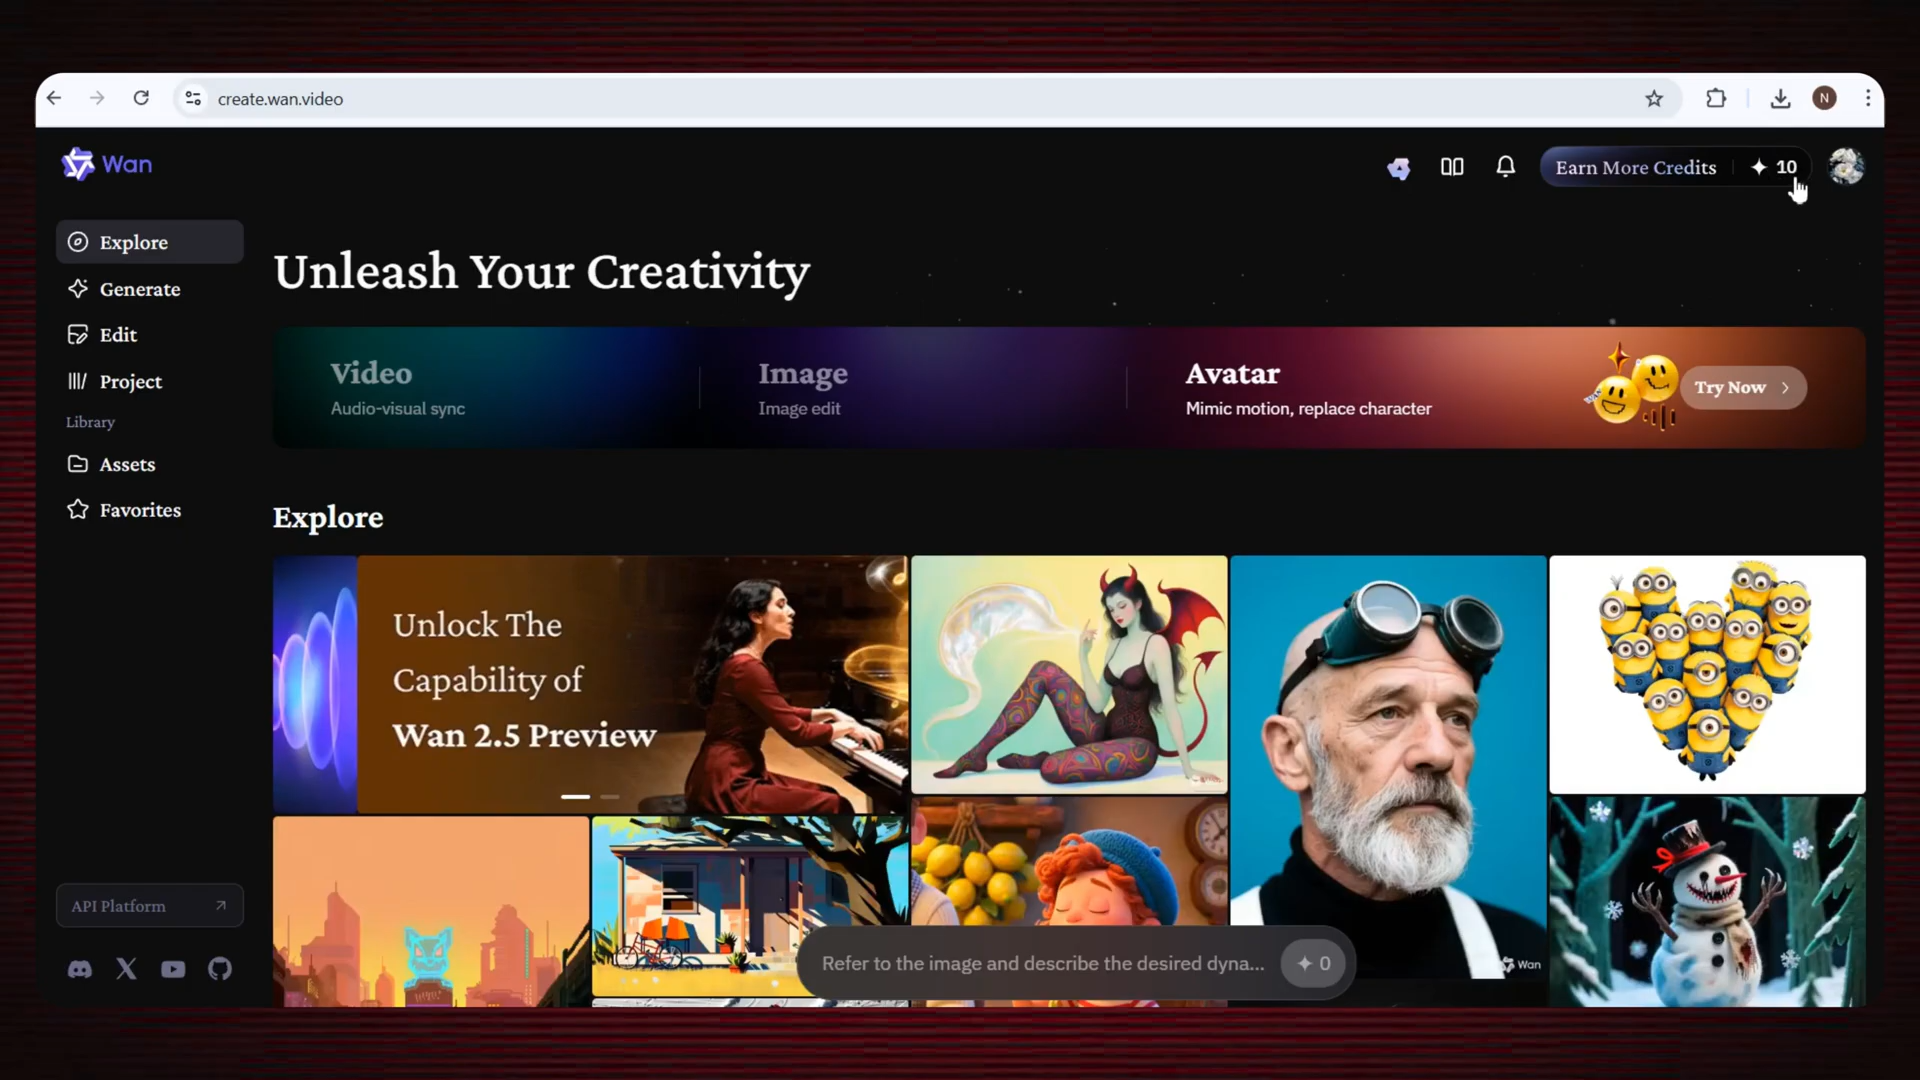 create.wan.video
N
Wan
Earn More Credits
10
Explore
Generate
Edit
Project
Library
Assets
Favorites
Unleash Your Creativity
Video
Audio-visual sync
Image
Image edit
Avatar
Mimic motion, replace character
Try Now
Explore
Unlock The
Capability of
Wan 2.5 Preview
Wan
Refer to the image and describe the desired dyna...
0
API Platform